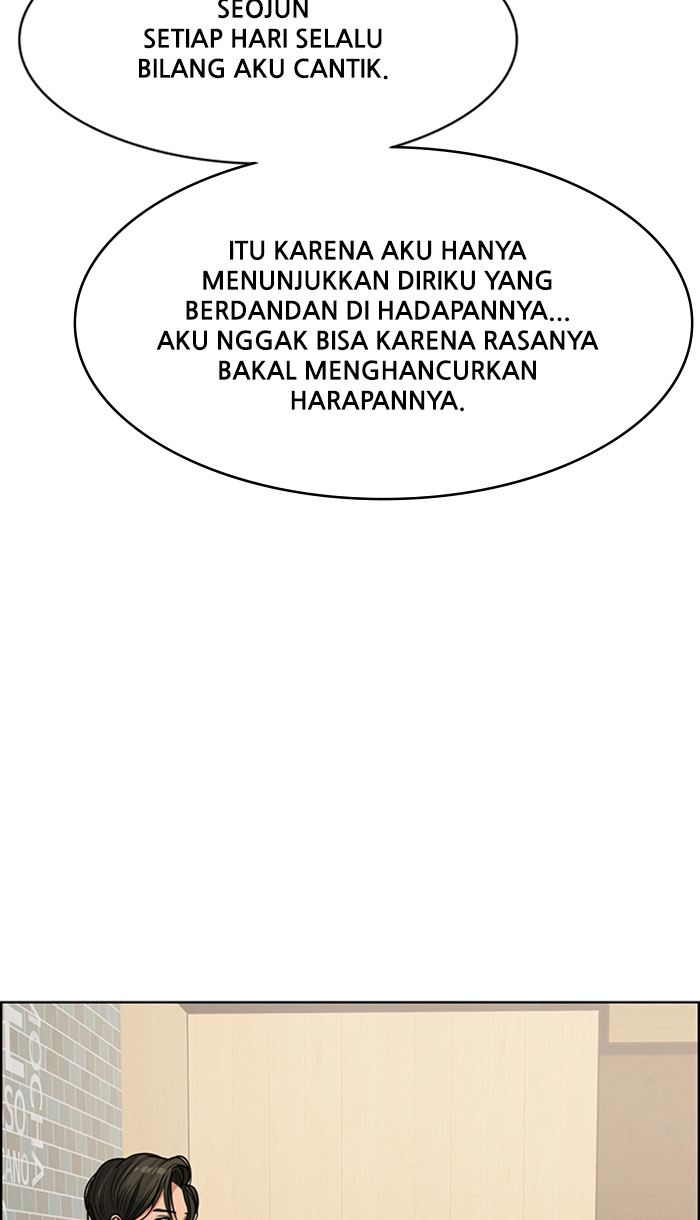 SEOJUN
SETIAP HARI SELALU
BILANG AKU CANTIK.
ITU KARENA AKU HANYA
MENUNJUKKAN DIRIKU YANG
BERDANDAN DI HADAPANNYA...
AKU NGGAK BISA KARENA RASANYA
BAKAL MENGHANCURKAN
HARAPANNYA.
MOCHA